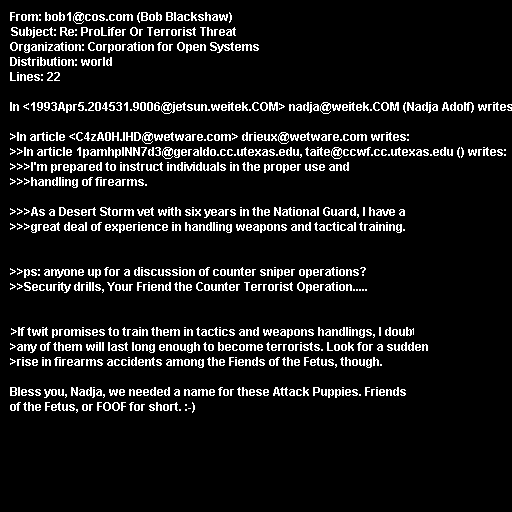 From: bob1@cos.com (Bob Blackshaw)
Subject: Re: ProLifer Or Terrorist Threat
Organization: Corporation for Open Systems
Distribution: world
Lines: 22
In <1993Apr5.204531.9006@jetsun.weitek.COM> nadja@weitek.COM (Nadja Adolf) writes
>In article <C4zA0H.IHD@wetware.com> drieux@wetware.com writes:
>>In article 1pamhpINN7d3@geraldo.cc.utexas.edu, taite@ccwf.cc.utexas.edu () writes:
>>>I'm prepared to instruct individuals in the proper use and
>>>handling of firearms.
>>>As a Desert Storm vet with six years in the National Guard, I have a
>>>great deal of experience in handling weapons and tactical training.
>>ps: anyone up for a discussion of counter sniper operations?
>>Security drills, Your Friend the Counter Terrorist Operation.....
>If twit promises to train them in tactics and weapons handlings, I doubt
>any of them will last long enough to become terrorists. Look for a sudden
>rise in firearms accidents among the Fiends of the Fetus, though.
Bless you, Nadja, we needed a name for these Attack Puppies. Friends
of the Fetus, or FOOF for short. :-)